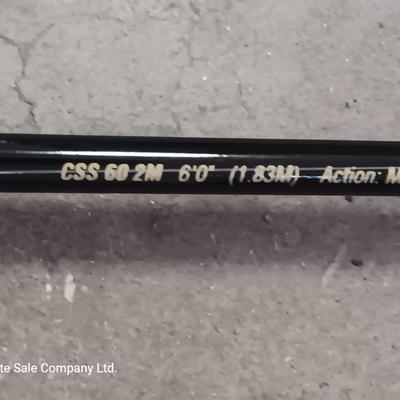 CSS 60 2M 6'0" (1.83M) Action: M
te Sale Company Ltd.